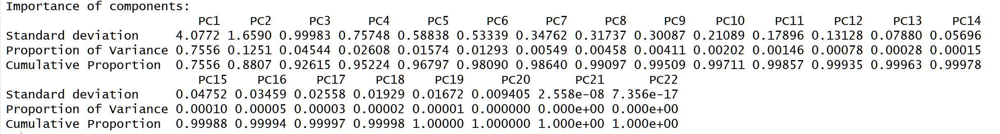 Importance of components:
PC1 PC2 PC3 PC4 PC5 PC6 PC7 PC8 PC9 PC10 PC11 PC12 PC13 PC14
Standard deviation 4.0772 1.6590 0.99983 0.75748 0.58838 0.53339 0.34762 0.31737 0.30087 0.21089 0.17896 0.13128 0.07880 0.05696
Proportion of Variance 0.7556 0.1251 0.04544 0.02608 0.01574 0.01293 0.00549 0.00458 0.00411 0.00202 0.00146 0.00078 0.00028 0.00015
Cumulative Proportion 0.7556 0.8807 0.92615 0.95224 0.96797 0.98090 0.98640 0.99097 0.99509 0.99711 0.99857 0.99935 0.99963 0.99978
PC15 PC16 PC17 PC18 PC19 PC20 PC21 PC22
Standard deviation 0.04752 0.03459 0.02558 0.01929 0.01672 0.009405 2.558e-08 7.356e-17
Proportion of Variance 0.00010 0.00005 0.00003 0.00002 0.00001 0.000000 0.000e+00 0.000e+00
Cumulative Proportion 0.99988 0.99994 0.99997 0.99998 1.00000 1.000000 1.000e+00 1.000e+00